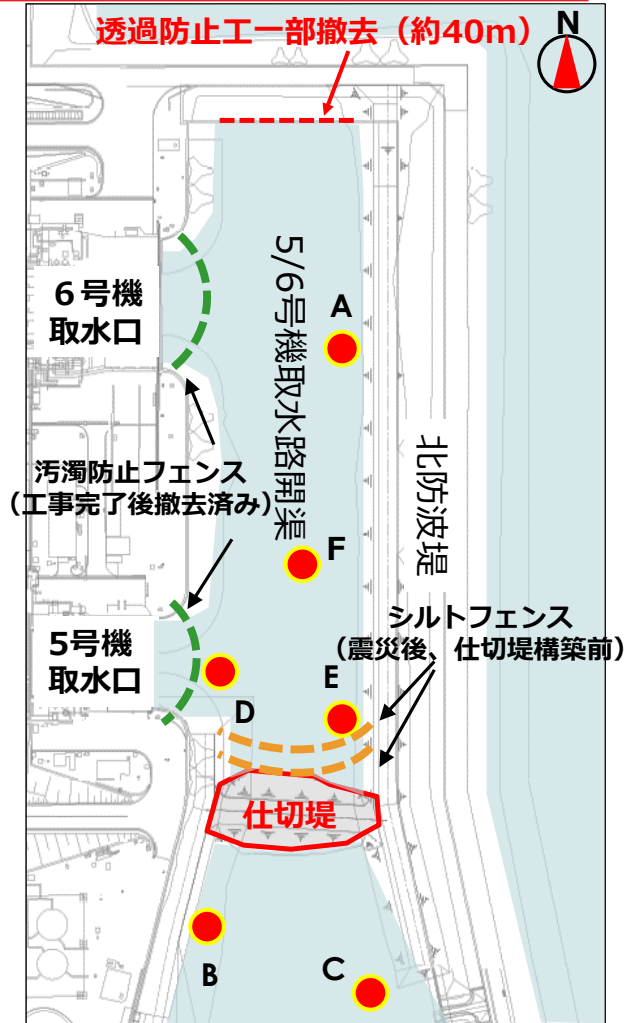 透過防止工一部撤去（約40m）
N
６号機
取水口
5/6号機取水路開渠
A
汚濁防止フェンス
（工事完了後撤去済み）
北防波堤
F
シルトフェンス
（震災後、仕切堤構築前）
5号機
取水口
E
D
仕切堤
B
C